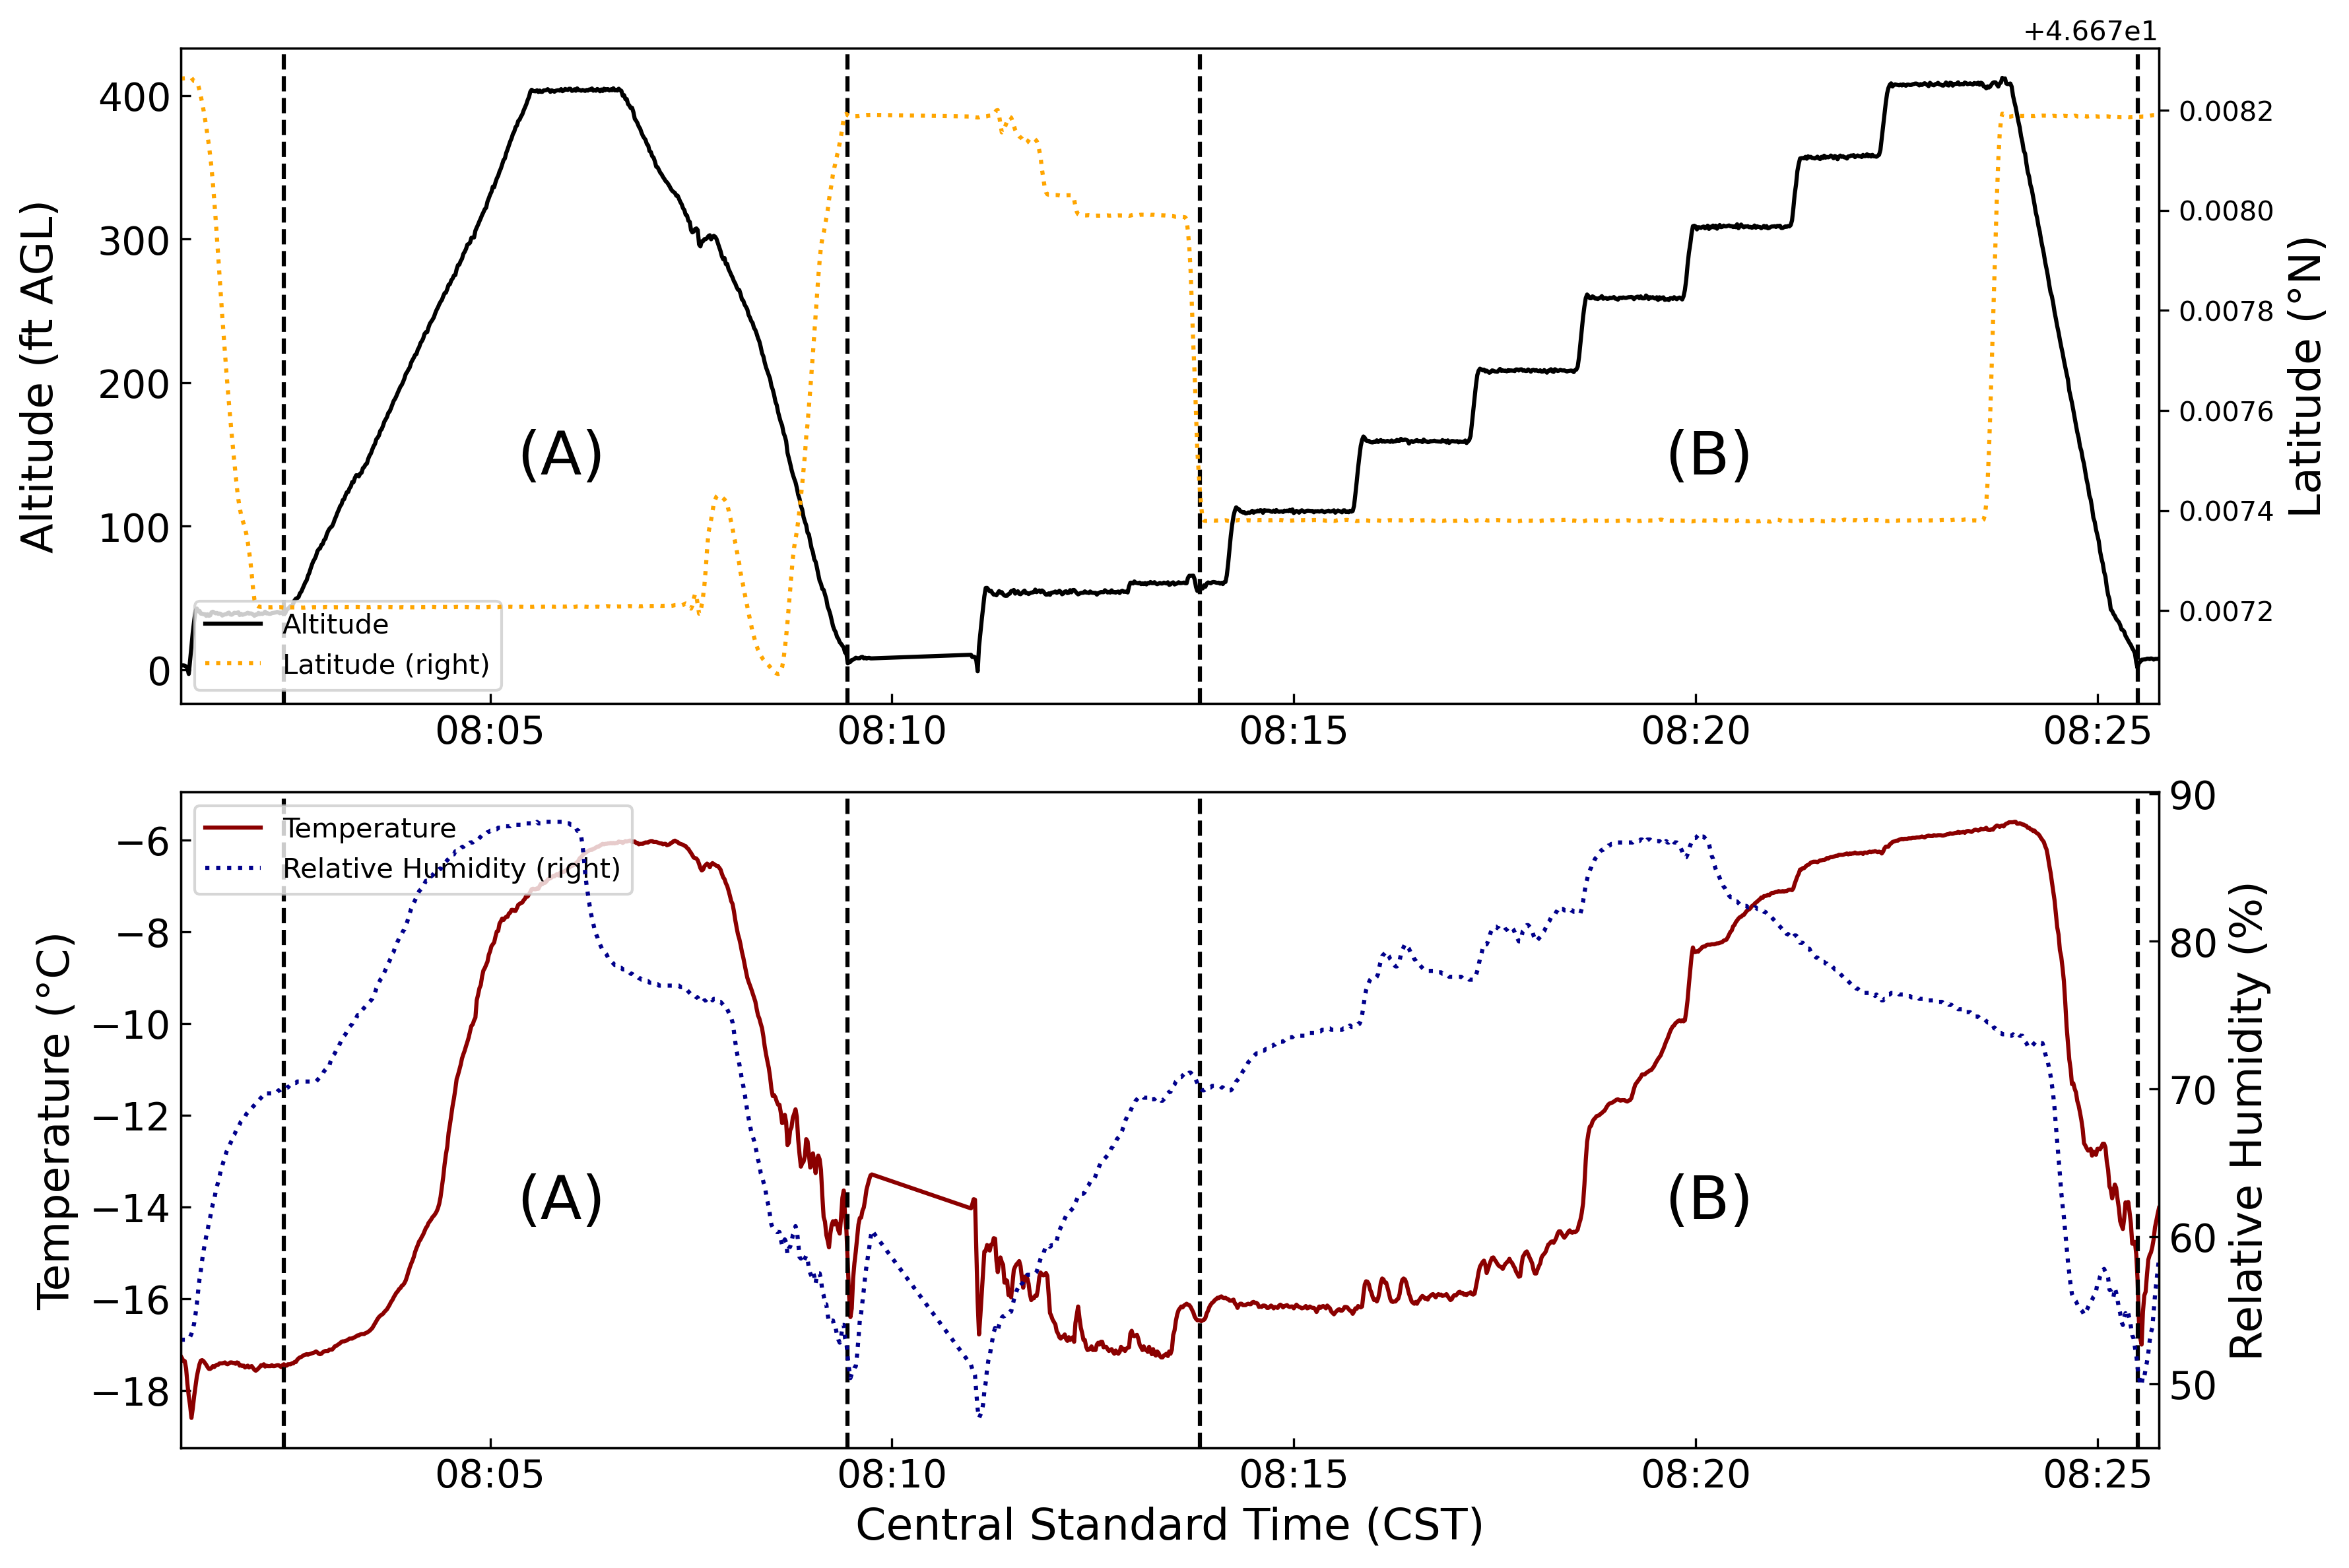 +4.667e1
400
300
200
100
0
Altitude (ft AGL)
(A)
(B)
0.0082
0.0080
0.0078
0.0076
0.0074
0.0072
Latitude (°N)
Altitude
Latitude (right)
08:05 08:10 08:15 08:20 08:25
Temperature
Relative Humidity (right)
−6
−8
−10
−12
−14
−16
−18
Temperature (°C)
(A)
(B)
90
80
70
60
50
Relative Humidity (%)
08:05 08:10 08:15 08:20 08:25
Central Standard Time (CST)